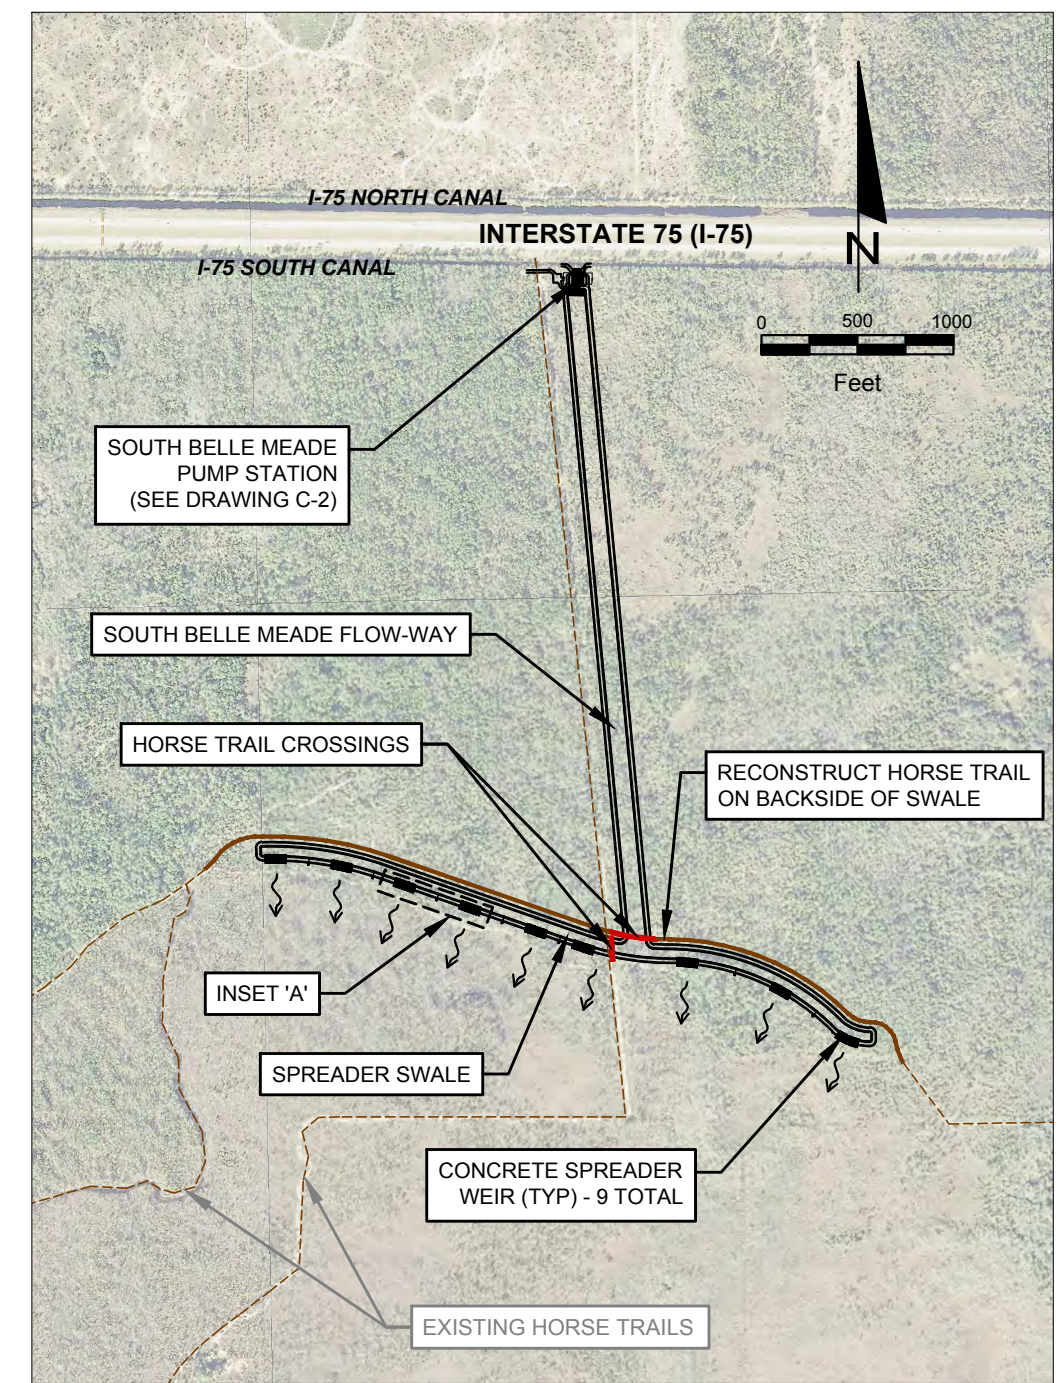 I-75 NORTH CANAL
INTERSTATE 75 (I-75)
I-75 SOUTH CANAL
N
0 500 1000
Feet
SOUTH BELLE MEADE
PUMP STATION
(SEE DRAWING C-2)
SOUTH BELLE MEADE FLOW-WAY
HORSE TRAIL CROSSINGS
RECONSTRUCT HORSE TRAIL
ON BACKSIDE OF SWALE
INSET 'A'
SPREADER SWALE
CONCRETE SPREADER
WEIR (TYP) - 9 TOTAL
EXISTING HORSE TRAILS